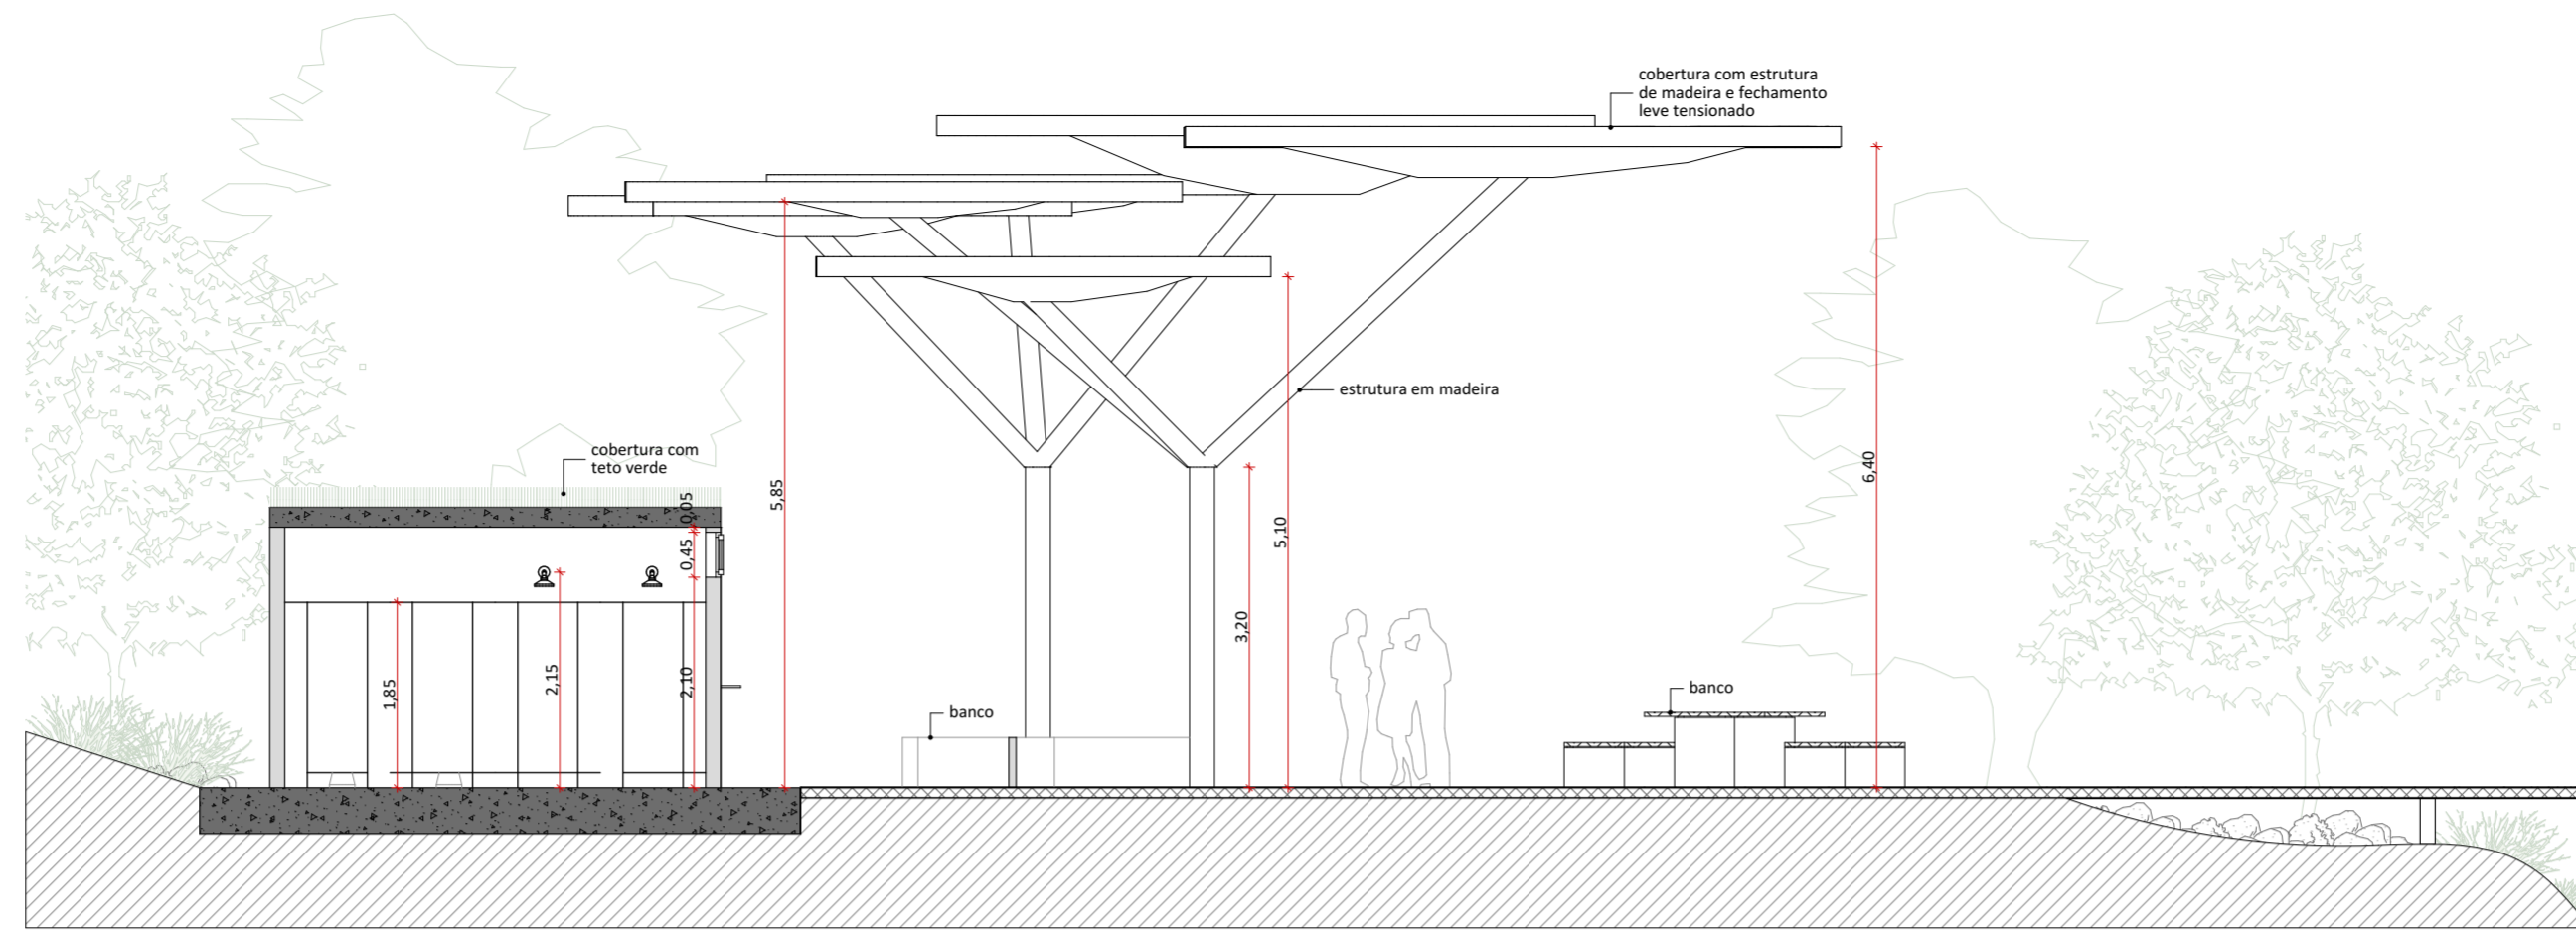 cobertura com estrutura
de madeira e fechamento
leve tensionado
estrutura em madeira
cobertura com
teto verde
0,05
5,85
6,40
5,10
0,45
3,20
1,85
2,15
2,10
banco
banco